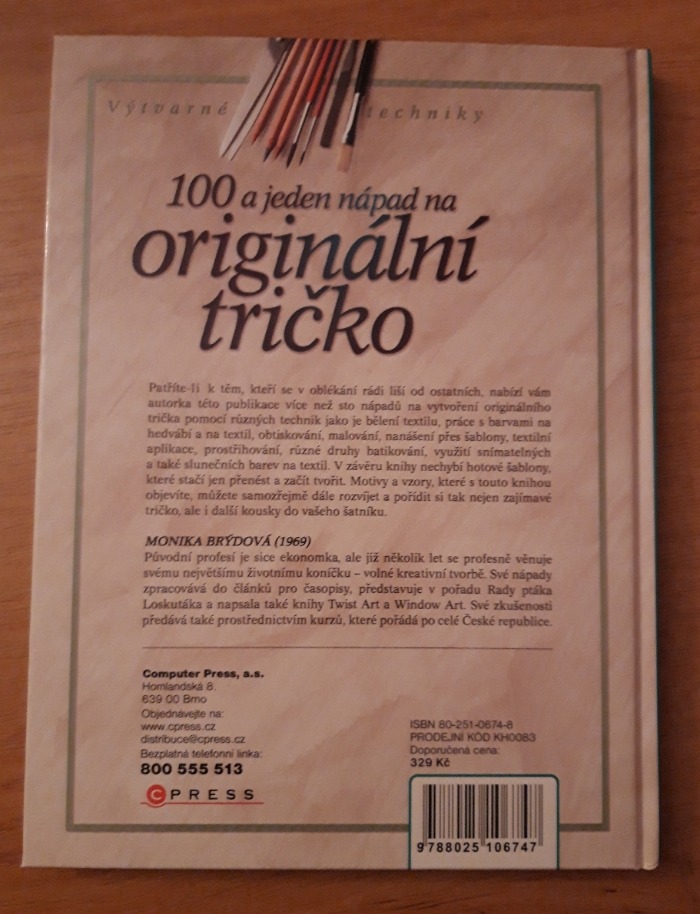 Výtvarné techniky
100 a jeden nápad na
originální
tričko
Patříte-li k těm, kteří se v oblékání rádi liší od ostatních, nabízí vám
autorka této publikace více než sto nápadů na vytvoření originálního
trička pomocí různých technik jako je bělení textilu, práce s barvami na
hedvábí a na textil, obtiskování, malování, nanášení přes šablony, textilní
aplikace, prostřihování, různé druhy batikování, využití snímatelných
a také slunečních barev na textil. V závěru knihy nechybí hotové šablony,
které stačí jen přenést a začít tvořit. Motivy a vzory, které s touto knihou
objevíte, můžete samozřejmě dále rozvíjet a pořídit si tak nejen zajímavé
tričko, ale i další kousky do vašeho šatníku.
MONIKA BRÝDOVÁ (1969)
Původní profesí je sice ekonomka, ale již několik let se profesně věnuje
svému největšímu životnímu koníčku – volné kreativní tvorbě. Své nápady
zpracovává do článků pro časopisy, představuje v pořadu Rady ptáka
Loskutáka a napsala také knihy Twist Art a Window Art. Své zkušenosti
předává také prostřednictvím kurzů, které pořádá po celé České republice.
Computer Press, a.s.
Hornlandská 8.
639 00 Brno
Objednávejte na:
www.cpress.cz
distribuce@cpress.cz
Bezplatná telefonní linka:
800 555 513
CPRESS
ISBN 80-251-0674-8
PRODEJNÍ KÓD KH0083
Doporučená cena:
329 Kč
9 788025 106747